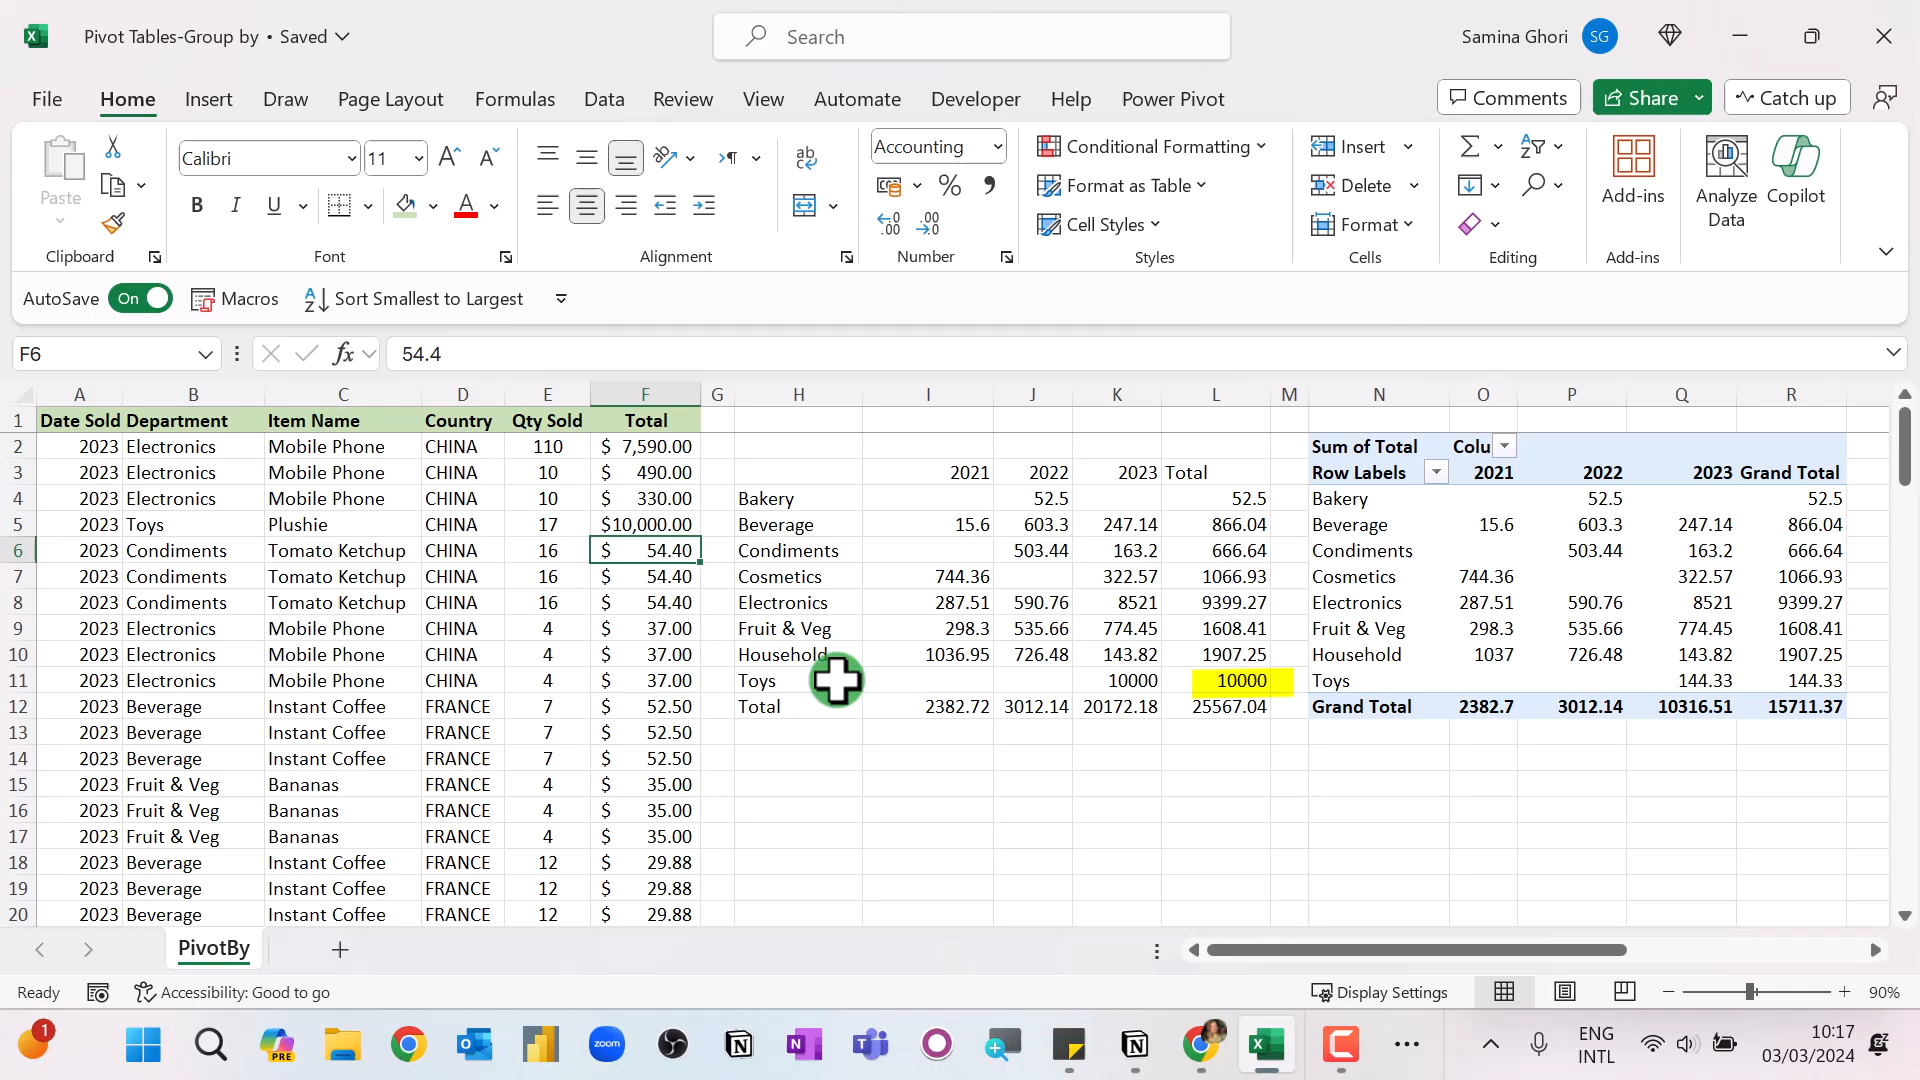 Pivot Tables-Group by • Saved
Search
Samina Ghori SG
File Home Insert Draw Page Layout Formulas Data Review View Automate Developer Help Power Pivot
Comments Share Catch up
Paste
Calibri 11
Accounting
Conditional Formatting
Format as Table
Cell Styles
Insert
Delete
Format
Add-ins
Analyze Data
Copilot
Clipboard Font Alignment Number Styles Cells Editing Add-ins
AutoSave On Macros Sort Smallest to Largest
F6 fx 54.4
A B C D E F G H I J K L M N O P Q R
1 Date Sold Department Item Name Country Qty Sold Total
2 2023 Electronics Mobile Phone CHINA 110 $ 7,590.00 Sum of Total Colu
3 2023 Electronics Mobile Phone CHINA 10 $ 490.00 2021 2022 2023 Total Row Labels 2021 2022 2023 Grand Total
4 2023 Electronics Mobile Phone CHINA 10 $ 330.00 Bakery 52.5 52.5 Bakery 52.5 52.5
5 2023 Toys Plushie CHINA 17 $10,000.00 Beverage 15.6 603.3 247.14 866.04 Beverage 15.6 603.3 247.14 866.04
6 2023 Condiments Tomato Ketchup CHINA 16 $ 54.40 Condiments 503.44 163.2 666.64 Condiments 503.44 163.2 666.64
7 2023 Condiments Tomato Ketchup CHINA 16 $ 54.40 Cosmetics 744.36 322.57 1066.93 Cosmetics 744.36 322.57 1066.93
8 2023 Condiments Tomato Ketchup CHINA 16 $ 54.40 Electronics 287.51 590.76 8521 9399.27 Electronics 287.51 590.76 8521 9399.27
9 2023 Electronics Mobile Phone CHINA 4 $ 37.00 Fruit & Veg 298.3 535.66 774.45 1608.41 Fruit & Veg 298.3 535.66 774.45 1608.41
10 2023 Electronics Mobile Phone CHINA 4 $ 37.00 Household 1036.95 726.48 143.82 1907.25 Household 1037 726.48 143.82 1907.25
11 2023 Electronics Mobile Phone CHINA 4 $ 37.00 Toys 10000 10000 Toys 144.33 144.33
12 2023 Beverage Instant Coffee FRANCE 7 $ 52.50 Total 2382.72 3012.14 20172.18 25567.04 Grand Total 2382.7 3012.14 10316.51 15711.37
13 2023 Beverage Instant Coffee FRANCE 7 $ 52.50
14 2023 Beverage Instant Coffee FRANCE 7 $ 52.50
15 2023 Fruit & Veg Bananas FRANCE 4 $ 35.00
16 2023 Fruit & Veg Bananas FRANCE 4 $ 35.00
17 2023 Fruit & Veg Bananas FRANCE 4 $ 35.00
18 2023 Beverage Instant Coffee FRANCE 12 $ 29.88
19 2023 Beverage Instant Coffee FRANCE 12 $ 29.88
20 2023 Beverage Instant Coffee FRANCE 12 $ 29.88
PivotBy
Ready Accessibility: Good to go Display Settings 90%
1 PRE zoom ENG INTL 10:17 03/03/2024